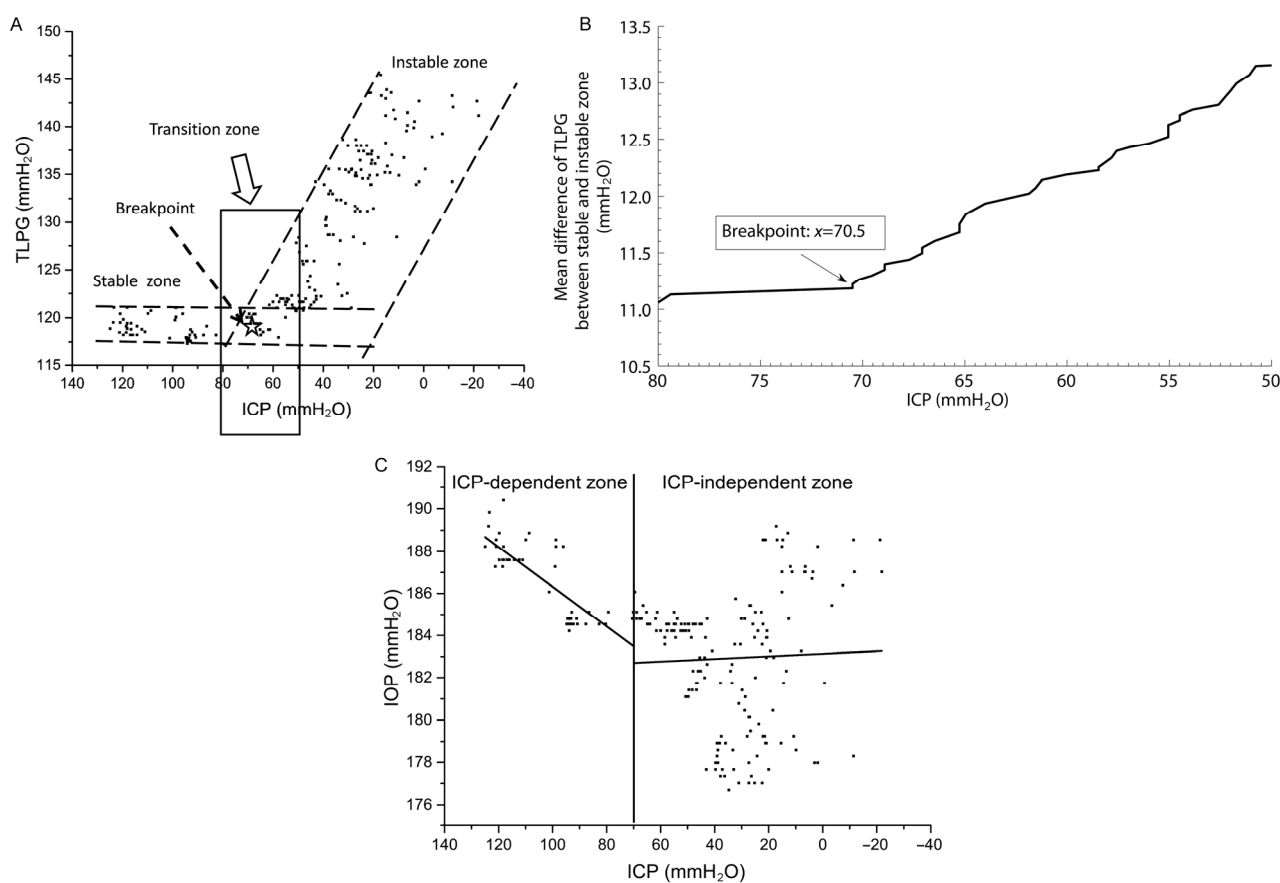 A
TLPG (mmH₂O)
150
145
140
135
130
125
120
115
Instable zone
Transition zone
Breakpoint
Stable zone
140
120
100
80
60
40
20
0
–20
–40
ICP (mmH₂O)
B
Mean difference of TLPG
between stable and instable zone
(mmH₂O)
13.5
13.0
12.5
12.0
11.5
11.0
10.5
Breakpoint: x=70.5
80
75
70
65
60
55
50
ICP (mmH₂O)
C
IOP (mmH₂O)
192
190
188
186
184
182
180
178
176
ICP-dependent zone
ICP-independent zone
140
120
100
80
60
40
20
0
–20
–40
ICP (mmH₂O)